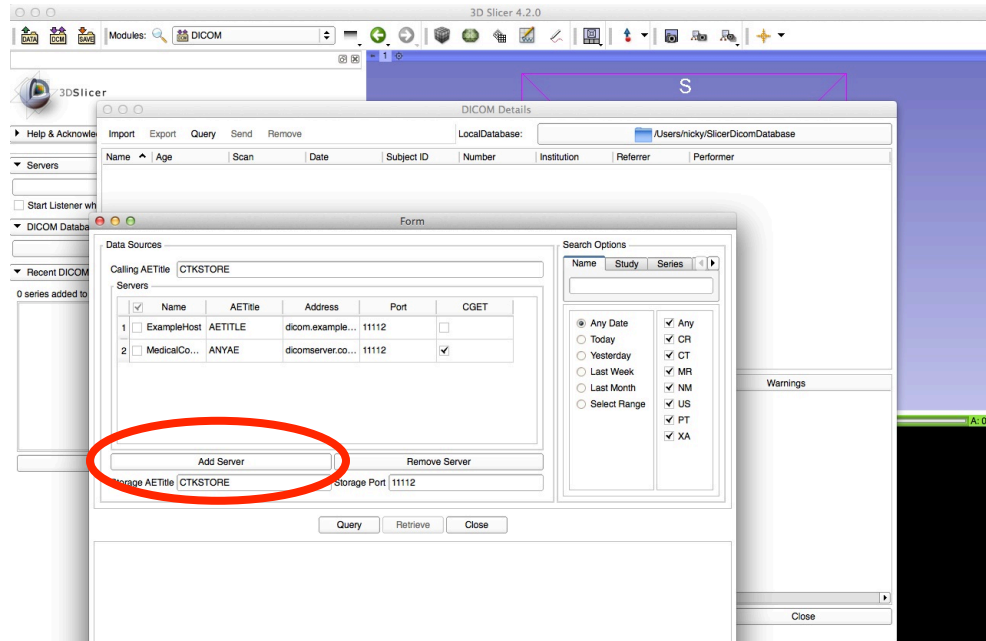 3D Slicer 4.2.0
DATA DCM SAVE Modules: DICOM
1
S
3DSlicer
DICOM Details
Help & Acknowle
Import Export Query Send Remove LocalDatabase: /Users/nicky/SlicerDicomDatabase
Name Age Scan Date Subject ID Number Institution Referrer Performer
Servers
Start Listener wh
DICOM Databa
Recent DICOM
0 series added to
Form
Data Sources
Calling AETitle CTKSTORE
Servers
Name AETitle Address Port CGET
1 ExampleHost AETITLE dicom.example... 11112
2 MedicalCo... ANYAE dicomserver.co... 11112
Add Server Remove Server
Storage AETitle CTKSTORE Storage Port 11112
Search Options
Name Study Series
Any Date
Today
Yesterday
Last Week
Last Month
Select Range
Any
CR
CT
MR
NM
US
PT
XA
Query Retrieve Close
Warnings
A: 0
Close